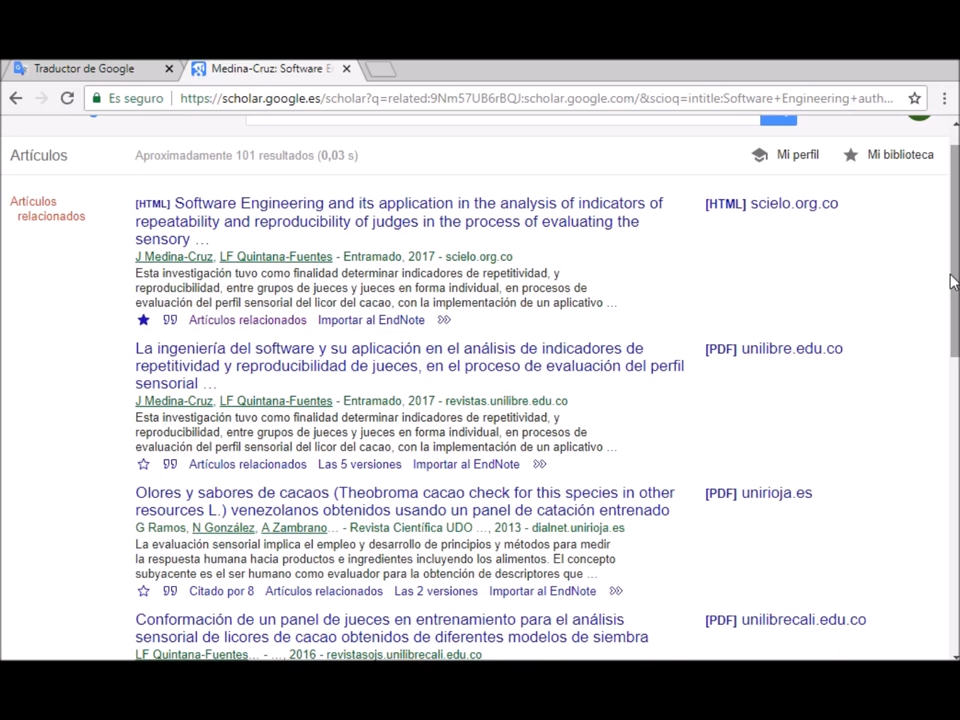 Traductor de Google
Medina-Cruz: Software E
Es seguro
https://scholar.google.es/scholar?q=related:9Nm57UB6rBQJ:scholar.google.com/&scioq=intitle:Software+Engineering+auth...
Artículos
Aproximadamente 101 resultados (0,03 s)
Mi perfil
Mi biblioteca
Artículos
relacionados
[HTML] Software Engineering and its application in the analysis of indicators of
repeatability and reproducibility of judges in the process of evaluating the
sensory …
[HTML] scielo.org.co
J Medina-Cruz, LF Quintana-Fuentes - Entramado, 2017 - scielo.org.co
Esta investigación tuvo como finalidad determinar indicadores de repetitividad, y
reproducibilidad, entre grupos de jueces y jueces en forma individual, en procesos de
evaluación del perfil sensorial del licor del cacao, con la implementación de un aplicativo ...
Artículos relacionados Importar al EndNote
La ingeniería del software y su aplicación en el análisis de indicadores de
repetitividad y reproducibilidad de jueces, en el proceso de evaluación del perfil
sensorial …
[PDF] unilibre.edu.co
J Medina-Cruz, LF Quintana-Fuentes - Entramado, 2017 - revistas.unilibre.edu.co
Esta investigación tuvo como finalidad determinar indicadores de repetitividad, y
reproducibilidad, entre grupos de jueces y jueces en forma individual, en procesos de
evaluación del perfil sensorial del licor del cacao, con la implementación de un aplicativo ...
Artículos relacionados Las 5 versiones Importar al EndNote
Olores y sabores de cacaos (Theobroma cacao check for this species in other
resources L.) venezolanos obtenidos usando un panel de catación entrenado
[PDF] unirioja.es
G Ramos, N González, A Zambrano… - Revista Científica UDO …, 2013 - dialnet.unirioja.es
La evaluación sensorial implica el empleo y desarrollo de principios y métodos para medir
la respuesta humana hacia productos e ingredientes incluyendo los alimentos. El concepto
subyacente es el ser humano como evaluador para la obtención de descriptores que ...
Citado por 8 Artículos relacionados Las 2 versiones Importar al EndNote
Conformación de un panel de jueces en entrenamiento para el análisis
sensorial de licores de cacao obtenidos de diferentes modelos de siembra
[PDF] unilibrecali.edu.co
LF Quintana-Fuentes… - …, 2016 - revistasojs.unilibrecali.edu.co